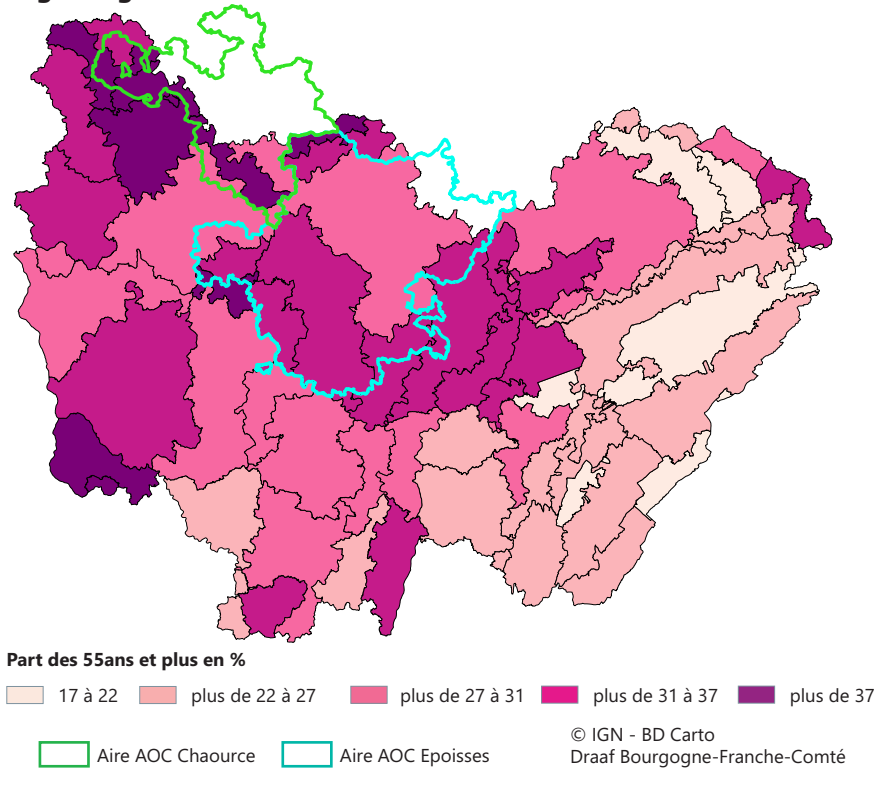 Part des 55ans et plus en %
17 à 22
plus de 22 à 27
plus de 27 à 31
plus de 31 à 37
plus de 37
Aire AOC Chaource
Aire AOC Epoisses
© IGN - BD Carto
Draaf Bourgogne-Franche-Comté